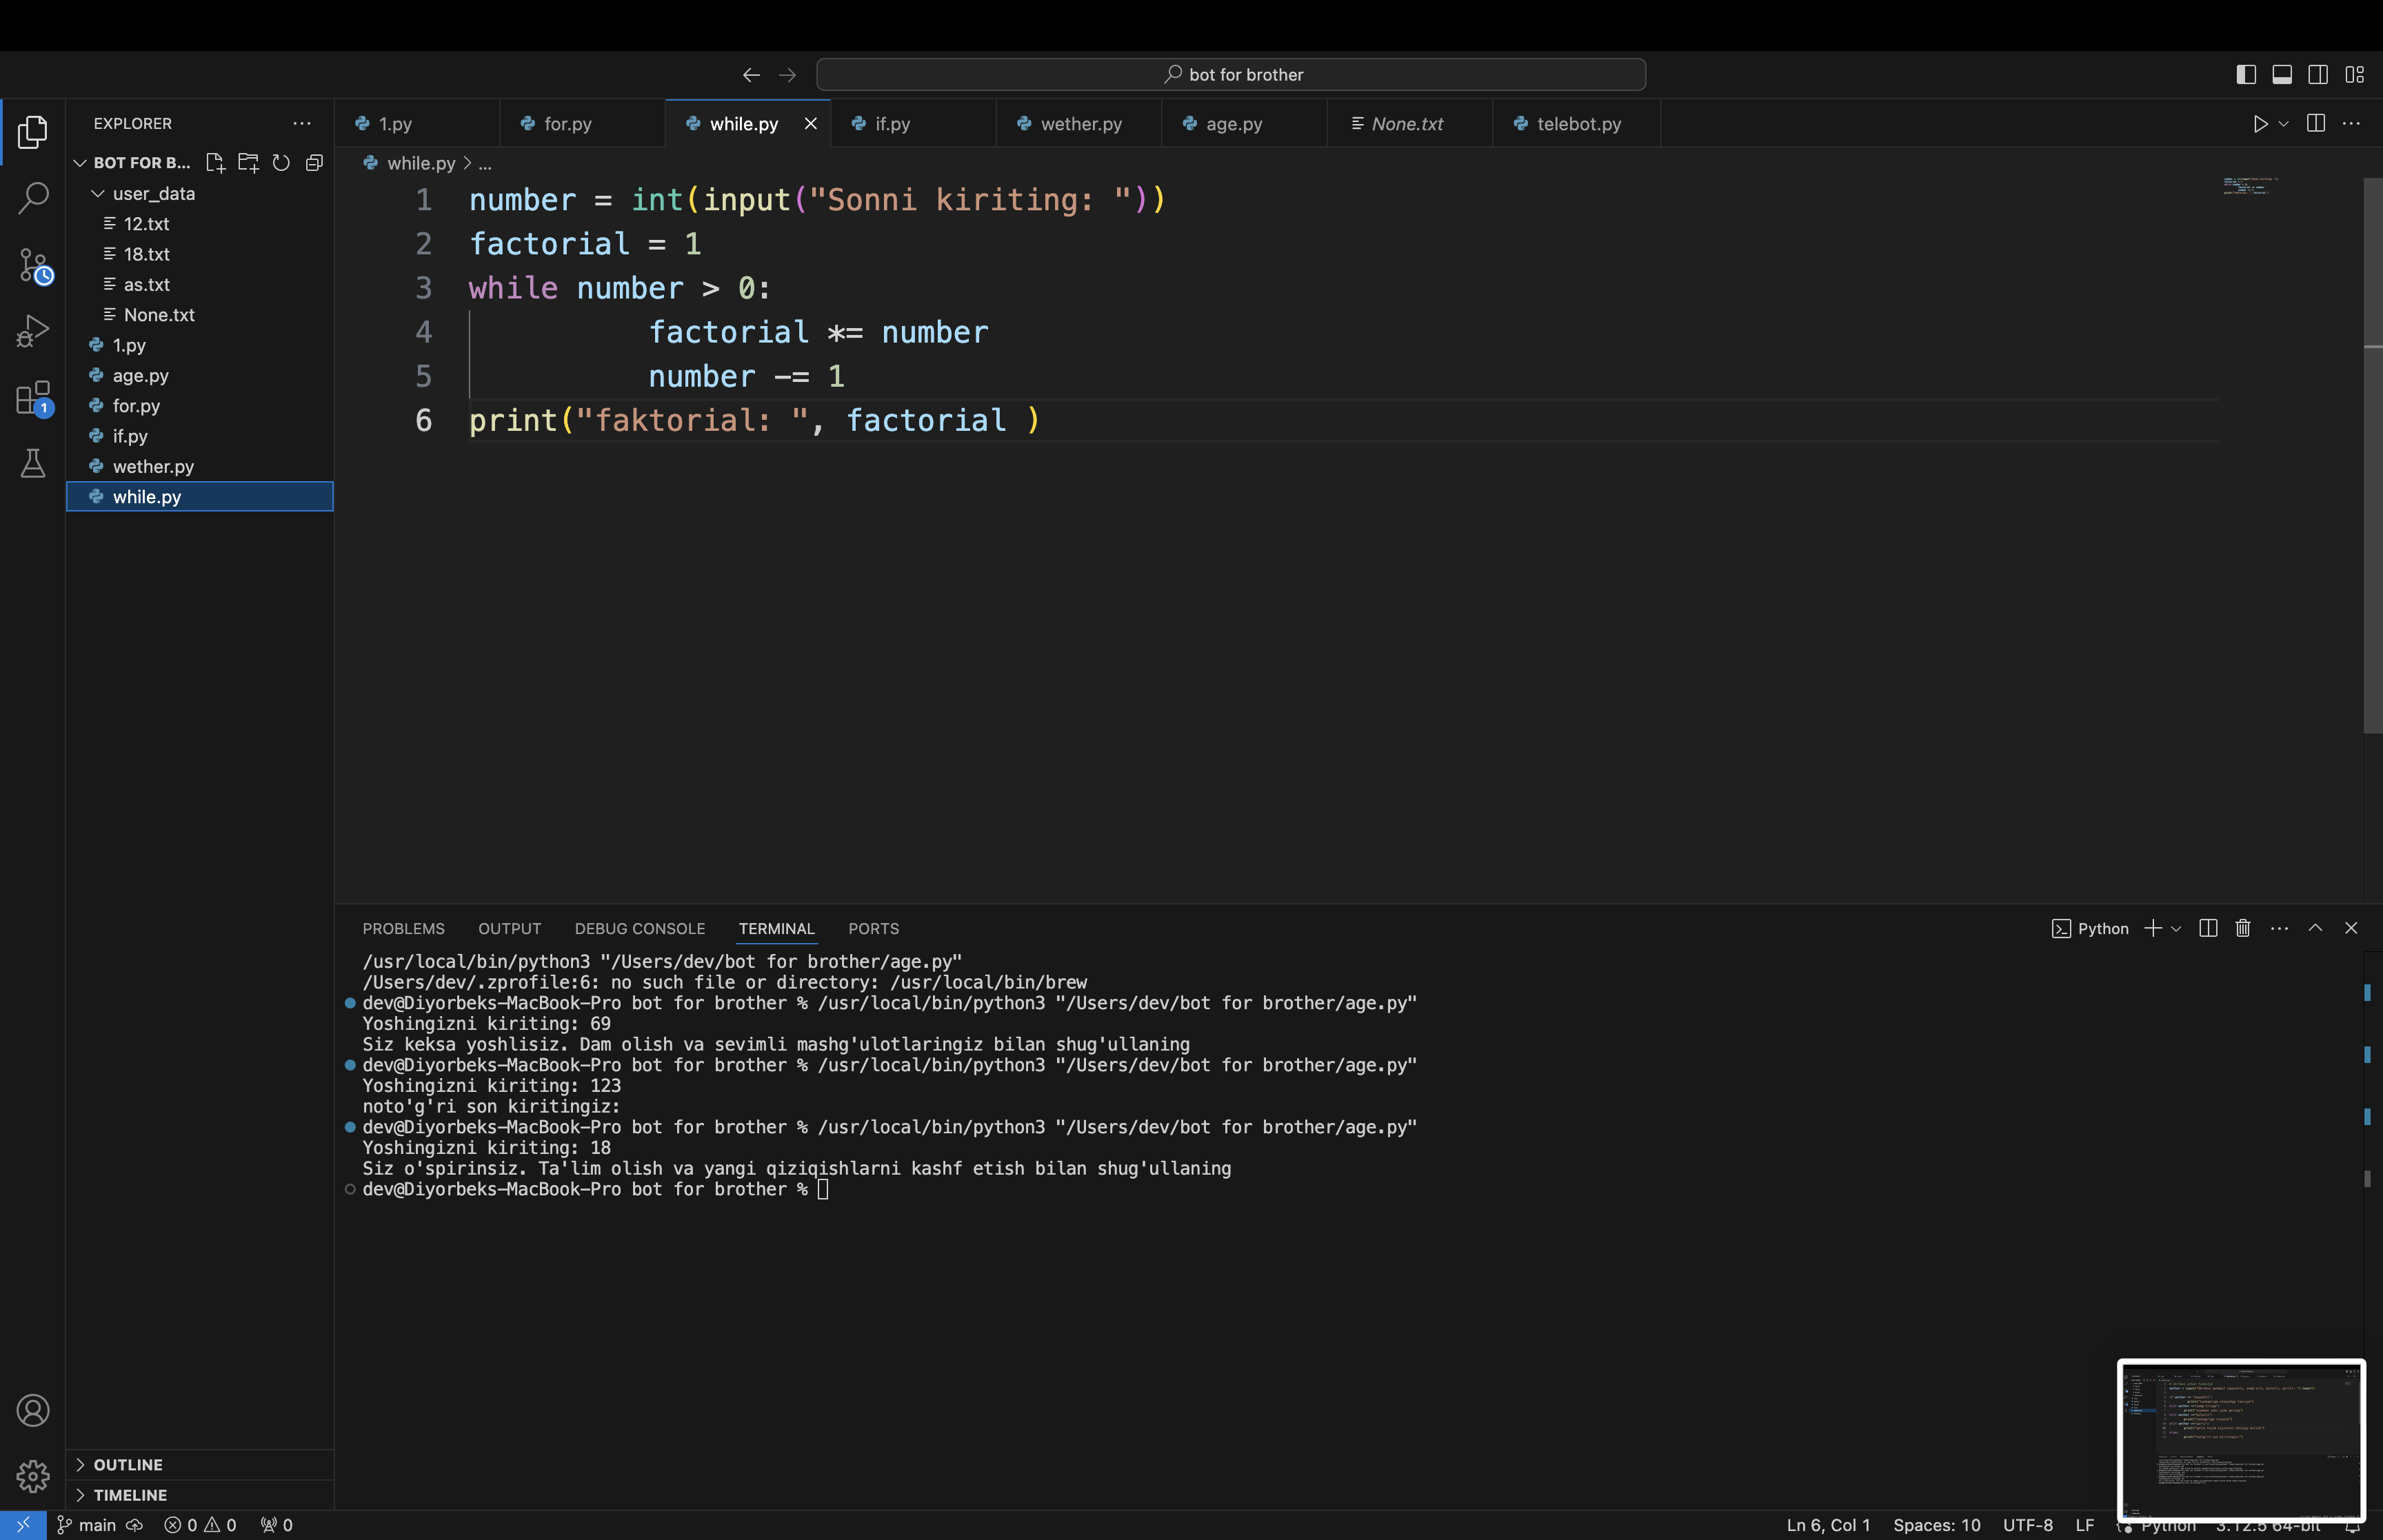 bot for brother
EXPLORER
BOT FOR B...
user_data
12.txt
18.txt
as.txt
None.txt
1.py
age.py
for.py
if.py
wether.py
while.py
OUTLINE
TIMELINE
1.py for.py while.py if.py wether.py age.py None.txt telebot.py
while.py > ...
1 number = int(input("Sonni kiriting: "))
2 factorial = 1
3 while number > 0:
4 factorial *= number
5 number -= 1
6 print("faktorial: ", factorial )
PROBLEMS OUTPUT DEBUG CONSOLE TERMINAL PORTS
Python
/usr/local/bin/python3 "/Users/dev/bot for brother/age.py"
/Users/dev/.zprofile:6: no such file or directory: /usr/local/bin/brew
dev@Diyorbeks-MacBook-Pro bot for brother % /usr/local/bin/python3 "/Users/dev/bot for brother/age.py"
Yoshingizni kiriting: 69
Siz keksa yoshlisiz. Dam olish va sevimli mashg'ulotlaringiz bilan shug'ullaning
dev@Diyorbeks-MacBook-Pro bot for brother % /usr/local/bin/python3 "/Users/dev/bot for brother/age.py"
Yoshingizni kiriting: 123
noto'g'ri son kiritingiz:
dev@Diyorbeks-MacBook-Pro bot for brother % /usr/local/bin/python3 "/Users/dev/bot for brother/age.py"
Yoshingizni kiriting: 18
Siz o'spirinsiz. Ta'lim olish va yangi qiziqishlarni kashf etish bilan shug'ullaning
dev@Diyorbeks-MacBook-Pro bot for brother %
1
main 0 0 0
Ln 6, Col 1 Spaces: 10 UTF-8 LF Python 3.12.5 64-bit